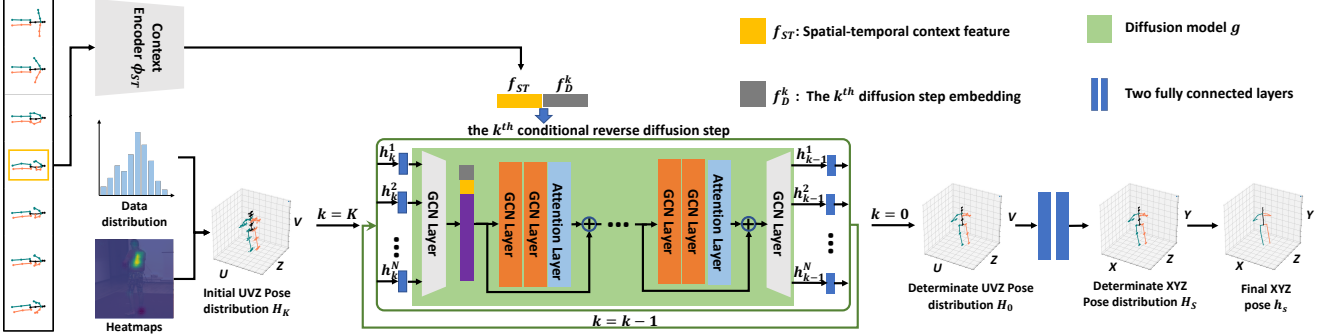 Context
Encoder ϕ_ST
f_ST: Spatial-temporal context feature
Diffusion model g
f_D^k : The k^th diffusion step embedding
Two fully connected layers
f_ST f_D^k
the k^th conditional reverse diffusion step
Data
distribution
Heatmaps
U
V
Z
Initial UVZ Pose
distribution H_K
k = K
h_k^1
h_k^2
h_k^N
GCN Layer
GCN Layer
GCN Layer
Attention Layer
GCN Layer
GCN Layer
Attention Layer
GCN Layer
h_{k-1}^1
h_{k-1}^2
h_{k-1}^N
k = k − 1
k = 0
U
V
Z
Determinate UVZ Pose
distribution H_0
X
Y
Z
Determinate XYZ
Pose distribution H_S
X
Y
Z
Final XYZ
pose h_s